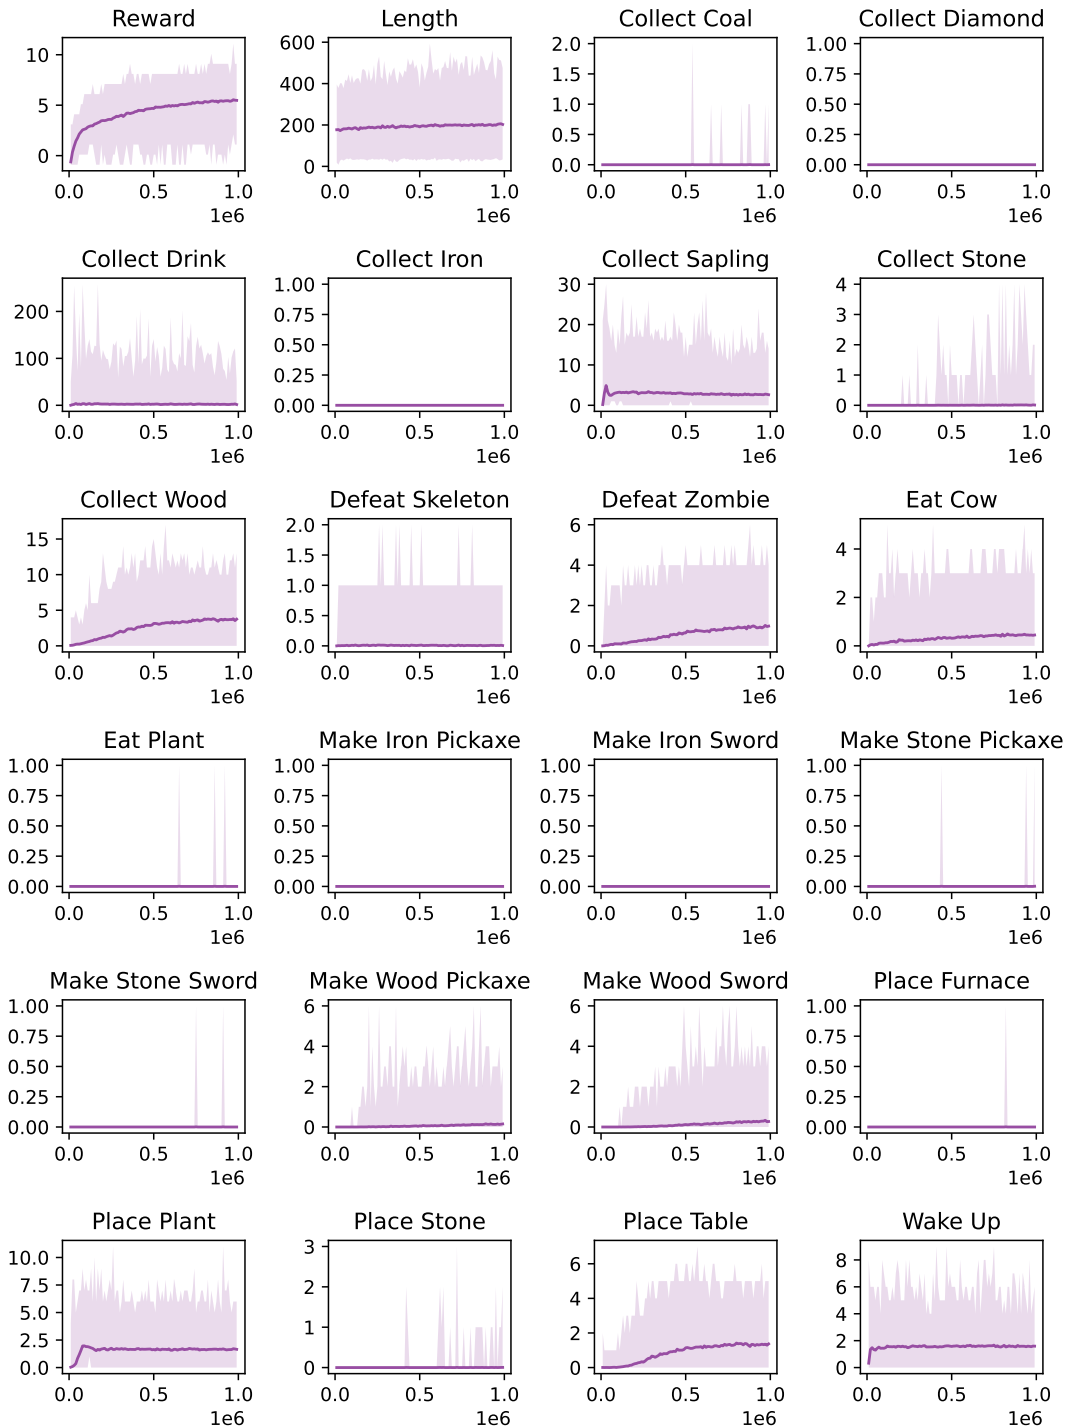 Reward Length Collect Coal Collect Diamond
10 5 0 0.0 0.5 1.0 1e6
600 400 200 0 0.0 0.5 1.0 1e6
2.0 1.5 1.0 0.5 0.0 0.0 0.5 1.0 1e6
1.00 0.75 0.50 0.25 0.00 0.0 0.5 1.0 1e6
Collect Drink Collect Iron Collect Sapling Collect Stone
200 100 0 0.0 0.5 1.0 1e6
1.00 0.75 0.50 0.25 0.00 0.0 0.5 1.0 1e6
30 20 10 0 0.0 0.5 1.0 1e6
4 3 2 1 0 0.0 0.5 1.0 1e6
Collect Wood Defeat Skeleton Defeat Zombie Eat Cow
15 10 5 0 0.0 0.5 1.0 1e6
2.0 1.5 1.0 0.5 0.0 0.0 0.5 1.0 1e6
6 4 2 0 0.0 0.5 1.0 1e6
4 2 0 0.0 0.5 1.0 1e6
Eat Plant Make Iron Pickaxe Make Iron Sword Make Stone Pickaxe
1.00 0.75 0.50 0.25 0.00 0.0 0.5 1.0 1e6
1.00 0.75 0.50 0.25 0.00 0.0 0.5 1.0 1e6
1.00 0.75 0.50 0.25 0.00 0.0 0.5 1.0 1e6
1.00 0.75 0.50 0.25 0.00 0.0 0.5 1.0 1e6
Make Stone Sword Make Wood Pickaxe Make Wood Sword Place Furnace
1.00 0.75 0.50 0.25 0.00 0.0 0.5 1.0 1e6
6 4 2 0 0.0 0.5 1.0 1e6
6 4 2 0 0.0 0.5 1.0 1e6
1.00 0.75 0.50 0.25 0.00 0.0 0.5 1.0 1e6
Place Plant Place Stone Place Table Wake Up
10.0 7.5 5.0 2.5 0.0 0.0 0.5 1.0 1e6
3 2 1 0 0.0 0.5 1.0 1e6
6 4 2 0 0.0 0.5 1.0 1e6
8 6 4 2 0 0.0 0.5 1.0 1e6